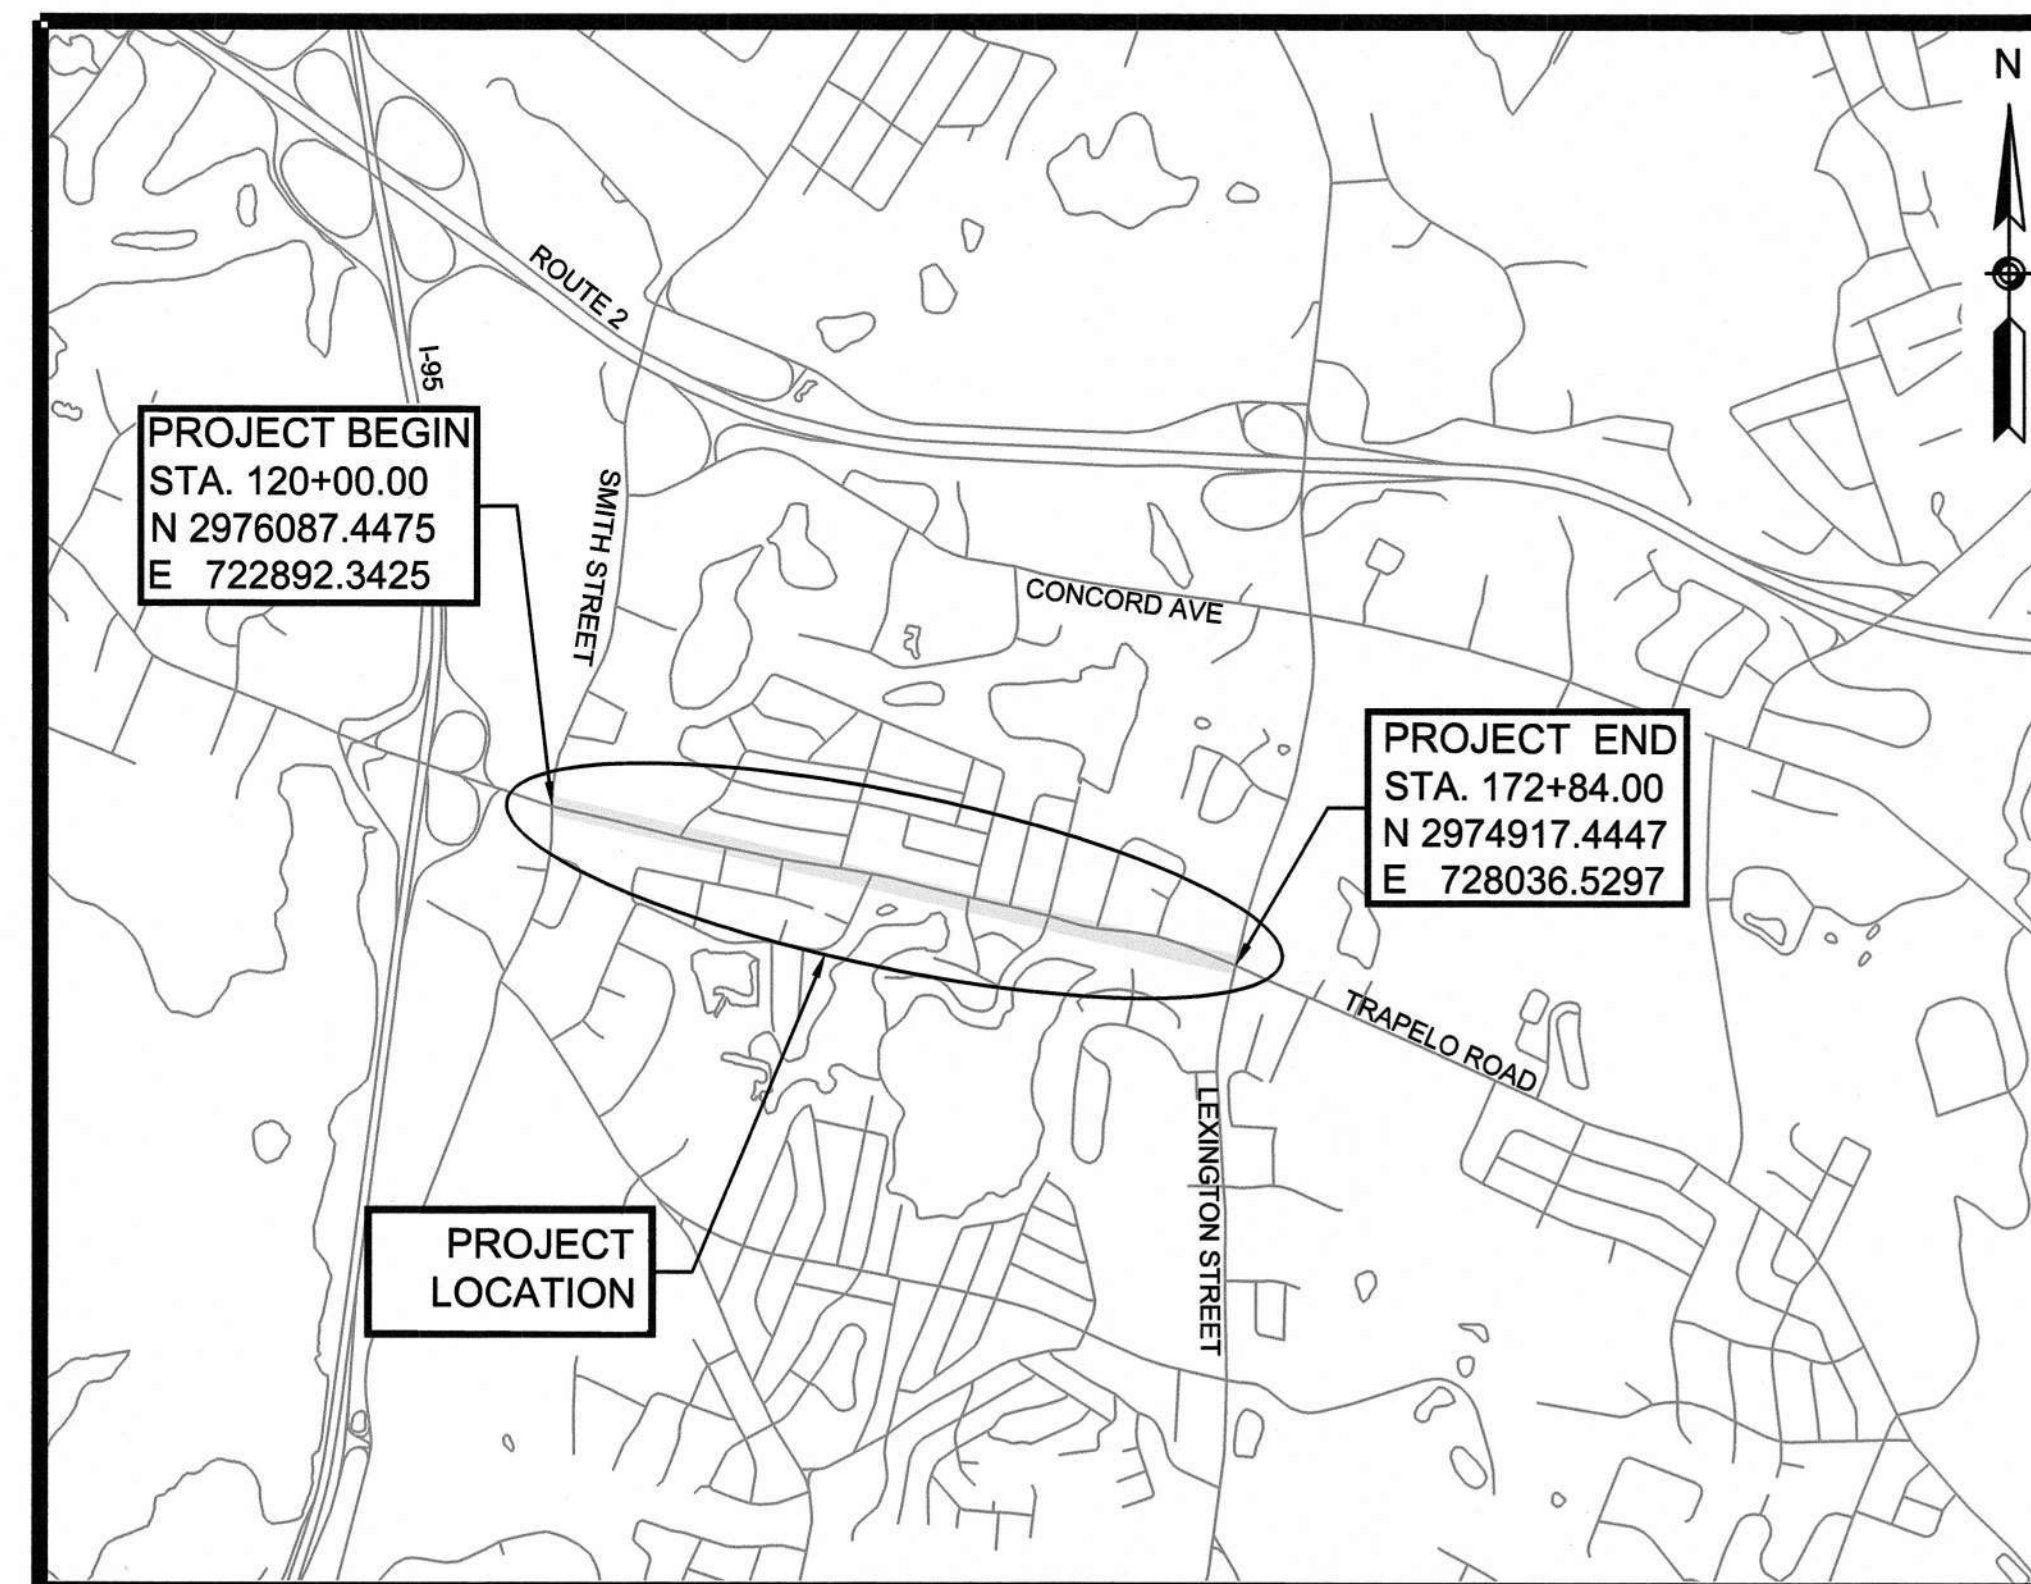 N
ROUTE 2
I-95
PROJECT BEGIN
STA. 120+00.00
N 2976087.4475
E 722892.3425
SMITH STREET
CONCORD AVE
PROJECT END
STA. 172+84.00
N 2974917.4447
E 728036.5297
TRAPELO ROAD
LEXINGTON STREET
PROJECT
LOCATION